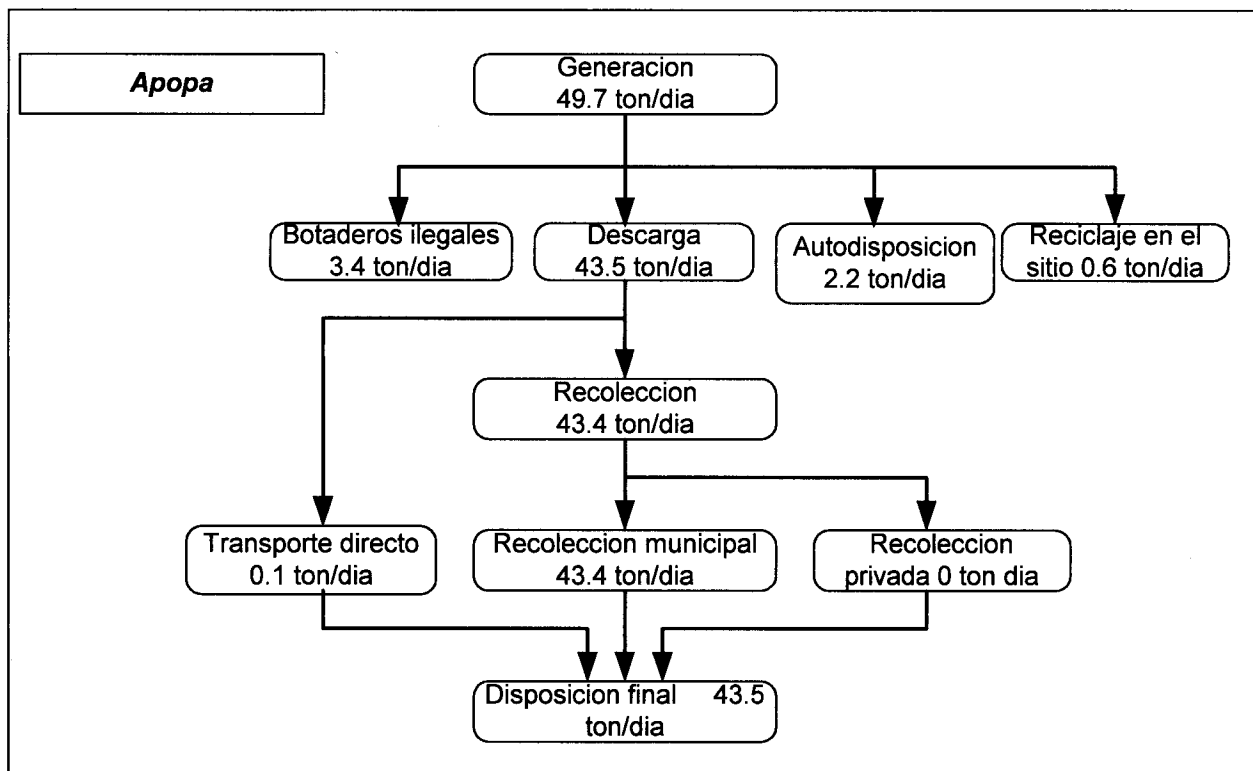 Apopa
Generacion
49.7 ton/dia
Botaderos ilegales
3.4 ton/dia
Descarga
43.5 ton/dia
Autodisposicion
2.2 ton/dia
Reciclaje en el
sitio 0.6 ton/dia
Recoleccion
43.4 ton/dia
Transporte directo
0.1 ton/dia
Recoleccion municipal
43.4 ton/dia
Recoleccion
privada 0 ton dia
Disposicion final 43.5
ton/dia